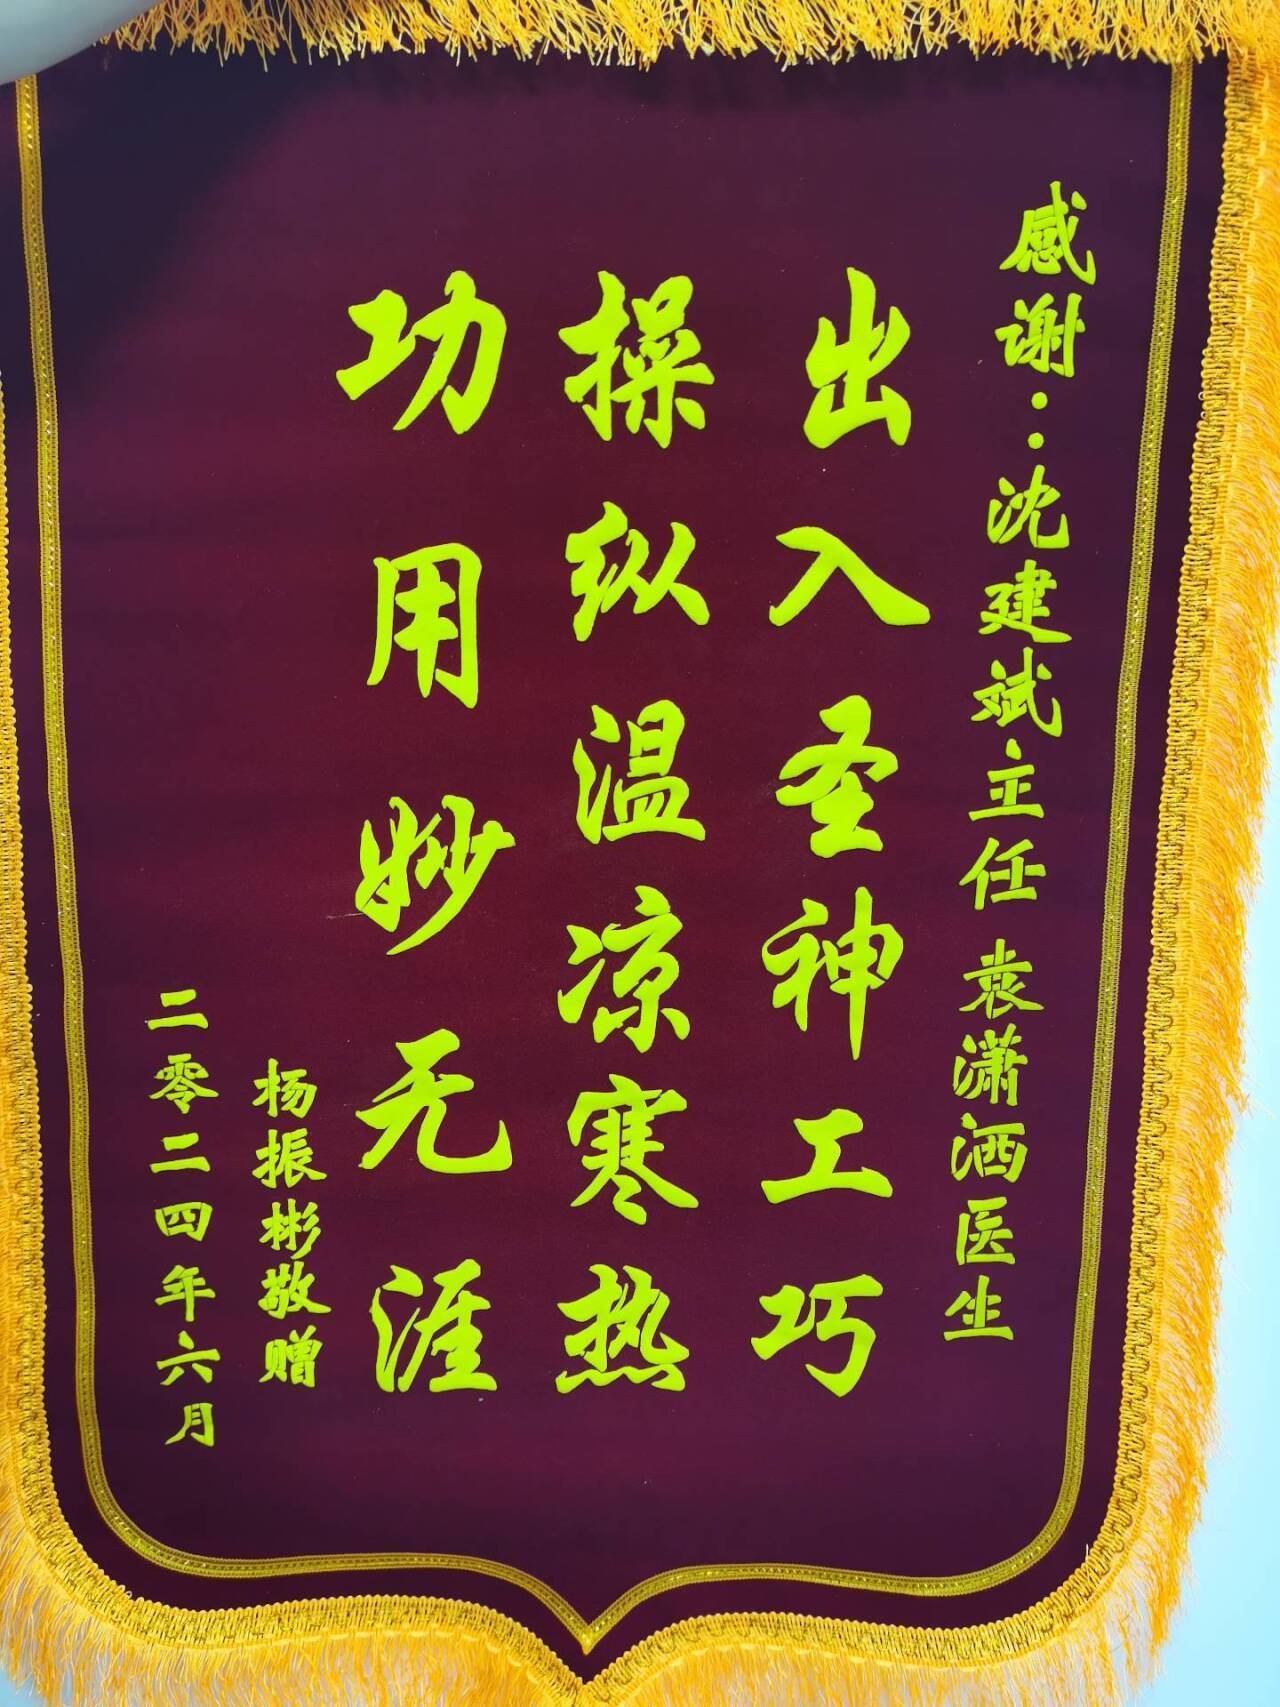 感谢：沈建斌主任 袁潇洒医生
出入圣神工巧
操纵温凉寒热
功用妙无涯
杨振彬敬赠
二零二四年六月